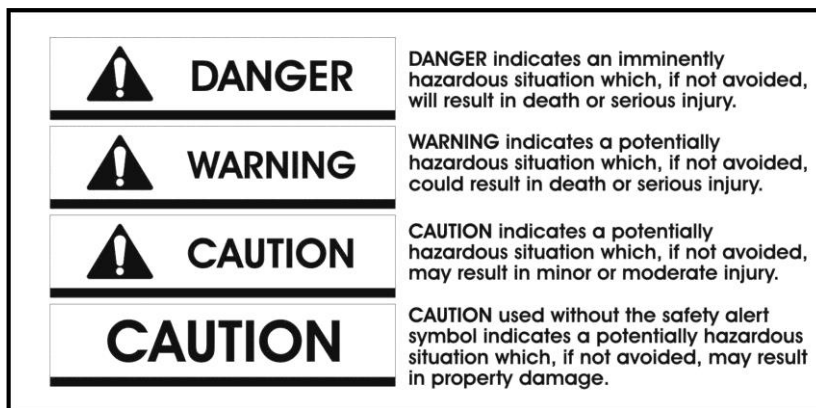 DANGER
DANGER indicates an imminently
hazardous situation which, if not avoided,
will result in death or serious injury.
WARNING
WARNING indicates a potentially
hazardous situation which, if not avoided,
could result in death or serious injury.
CAUTION
CAUTION indicates a potentially
hazardous situation which, if not avoided,
may result in minor or moderate injury.
CAUTION
CAUTION used without the safety alert
symbol indicates a potentially hazardous
situation which, if not avoided, may result
in property damage.